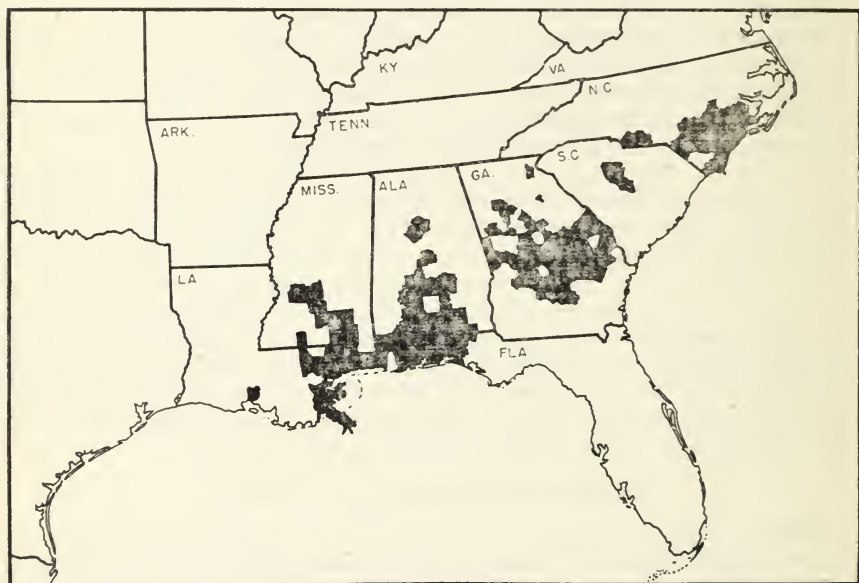 KY
VA
N.C
ARK.
TENN.
S.C
MISS.
ALA
GA.
LA
FLA